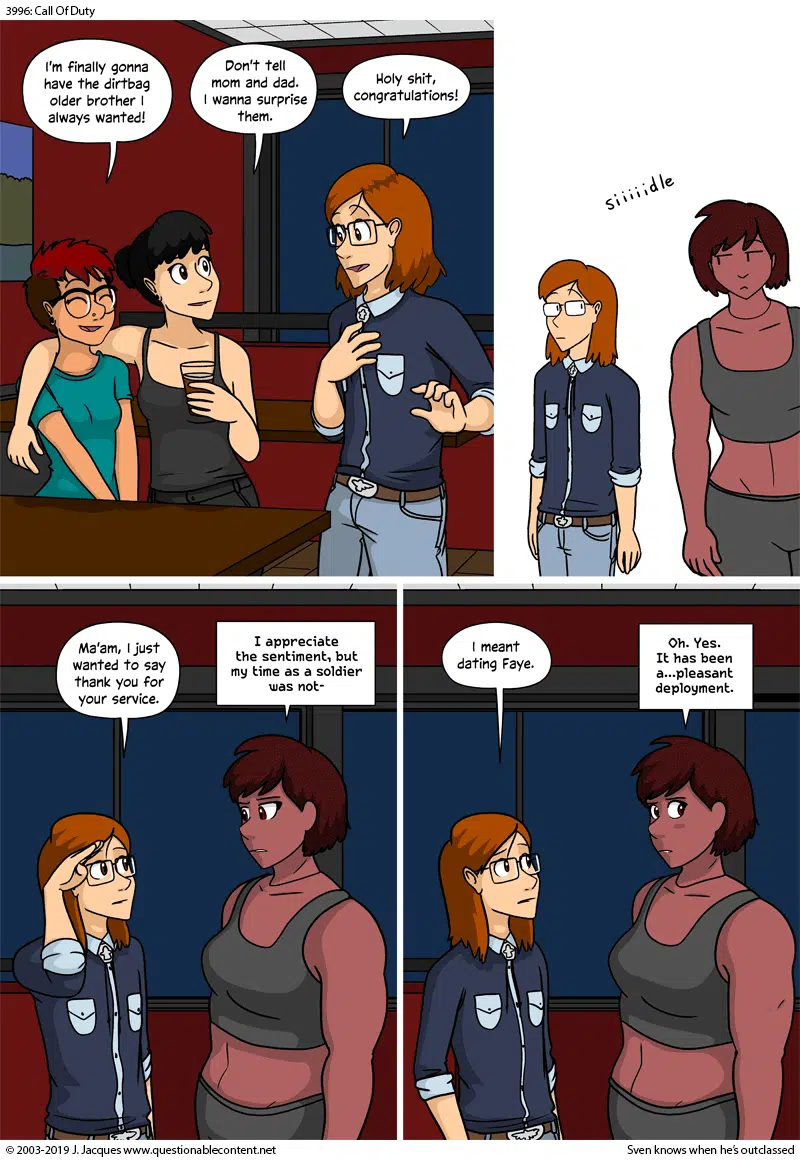 3996: Call Of Duty
I'm finally gonna
have the dirtbag
older brother I
always wanted!
Don't tell
mom and dad.
I wanna surprise
them.
Holy shit,
congratulations!
siiiiidle
Ma'am, I just
wanted to say
thank you for
your service.
I appreciate
the sentiment, but
my time as a soldier
was not-
I meant
dating Faye.
Oh. Yes.
It has been
a...pleasant
deployment.
© 2003-2019 J. Jacques www.questionablecontent.net
Sven knows when he's outclassed